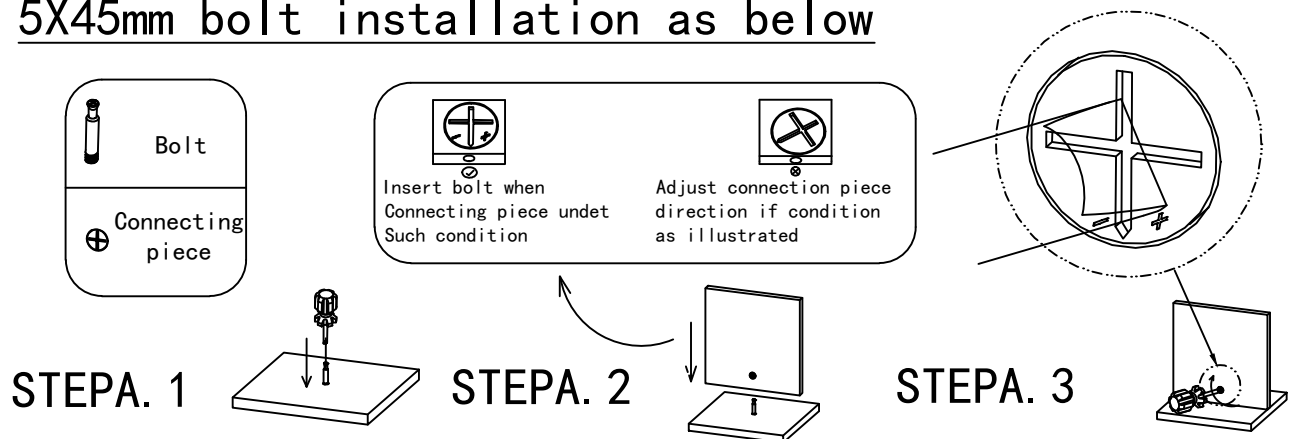 5X45mm bolt installation as below
Bolt
Connecting
piece
Insert bolt when
Connecting piece undet
Such condition
Adjust connection piece
direction if condition
as illustrated
STEPA. 1
STEPA. 2
STEPA. 3